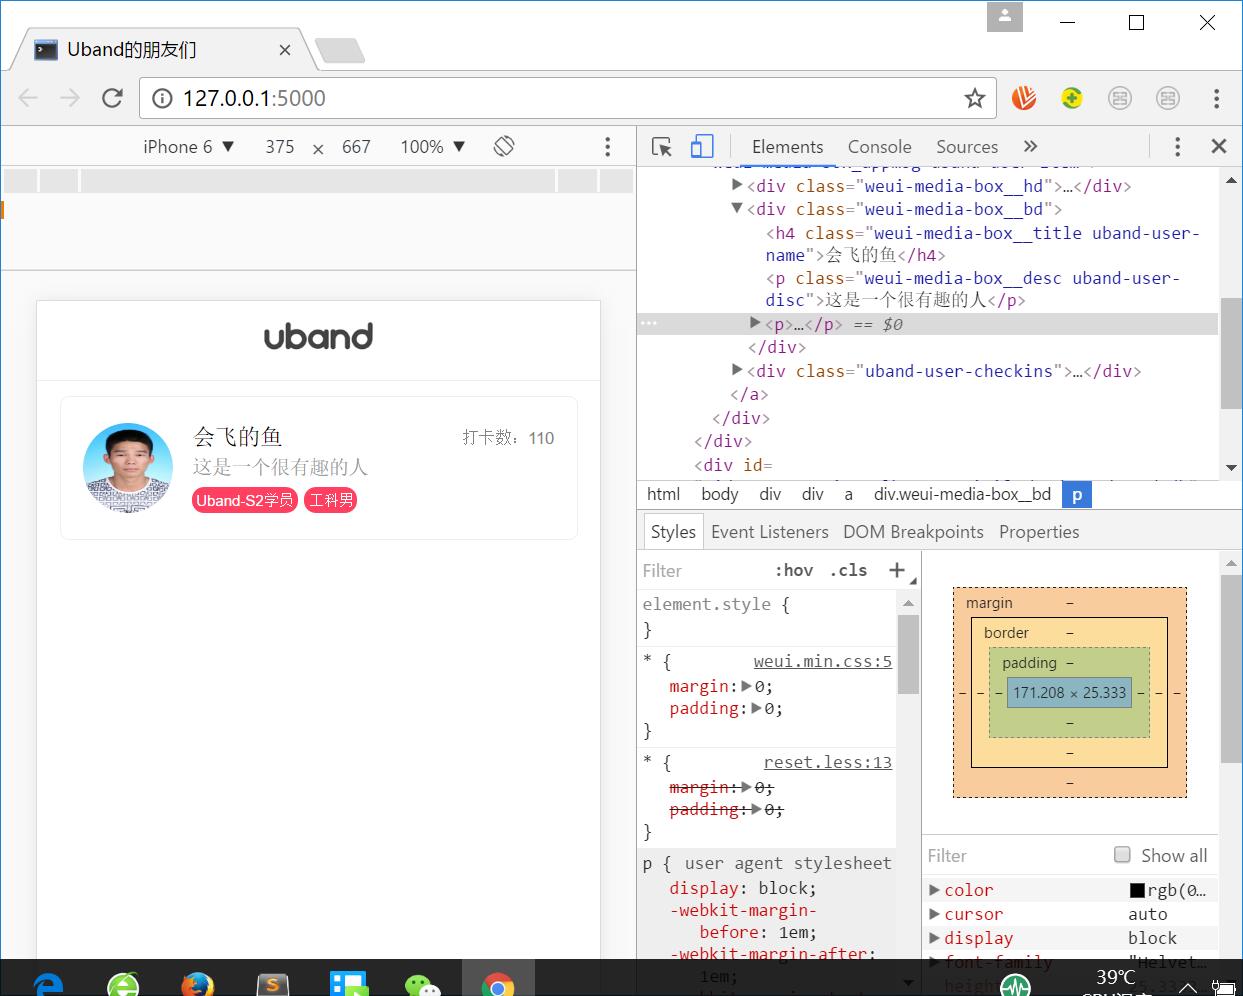 Uband的朋友们
127.0.0.1:5000
iPhone 6 ▼ 375 × 667 100% ▼
Elements Console Sources »
<div class="weui-media-box__hd">…</div>
<div class="weui-media-box__bd">
<h4 class="weui-media-box__title uband-user-
name">会飞的鱼</h4>
<p class="weui-media-box__desc uband-user-
disc">这是一个很有趣的人</p>
<p>…</p> == $0
</div>
<div class="uband-user-checkins">…</div>
</a>
</div>
</div>
<div id=
html body div div a div.weui-media-box__bd p
uband
会飞的鱼
打卡数：110
这是一个很有趣的人
Uband-S2学员 工科男
Styles Event Listeners DOM Breakpoints Properties
Filter :hov .cls +
element.style {
}
* { weui.min.css:5
margin:▶0;
padding:▶0;
}
* { reset.less:13
margin:▶0;
padding:▶0;
}
p { user agent stylesheet
display: block;
-webkit-margin-
before: 1em;
-webkit-margin-after:
1em;
margin –
border –
padding –
– – – 171.208 × 25.333 – – –
–
–
–
Filter Show all
color rgb(0…
cursor auto
display block
font-family "Helvet…
39℃